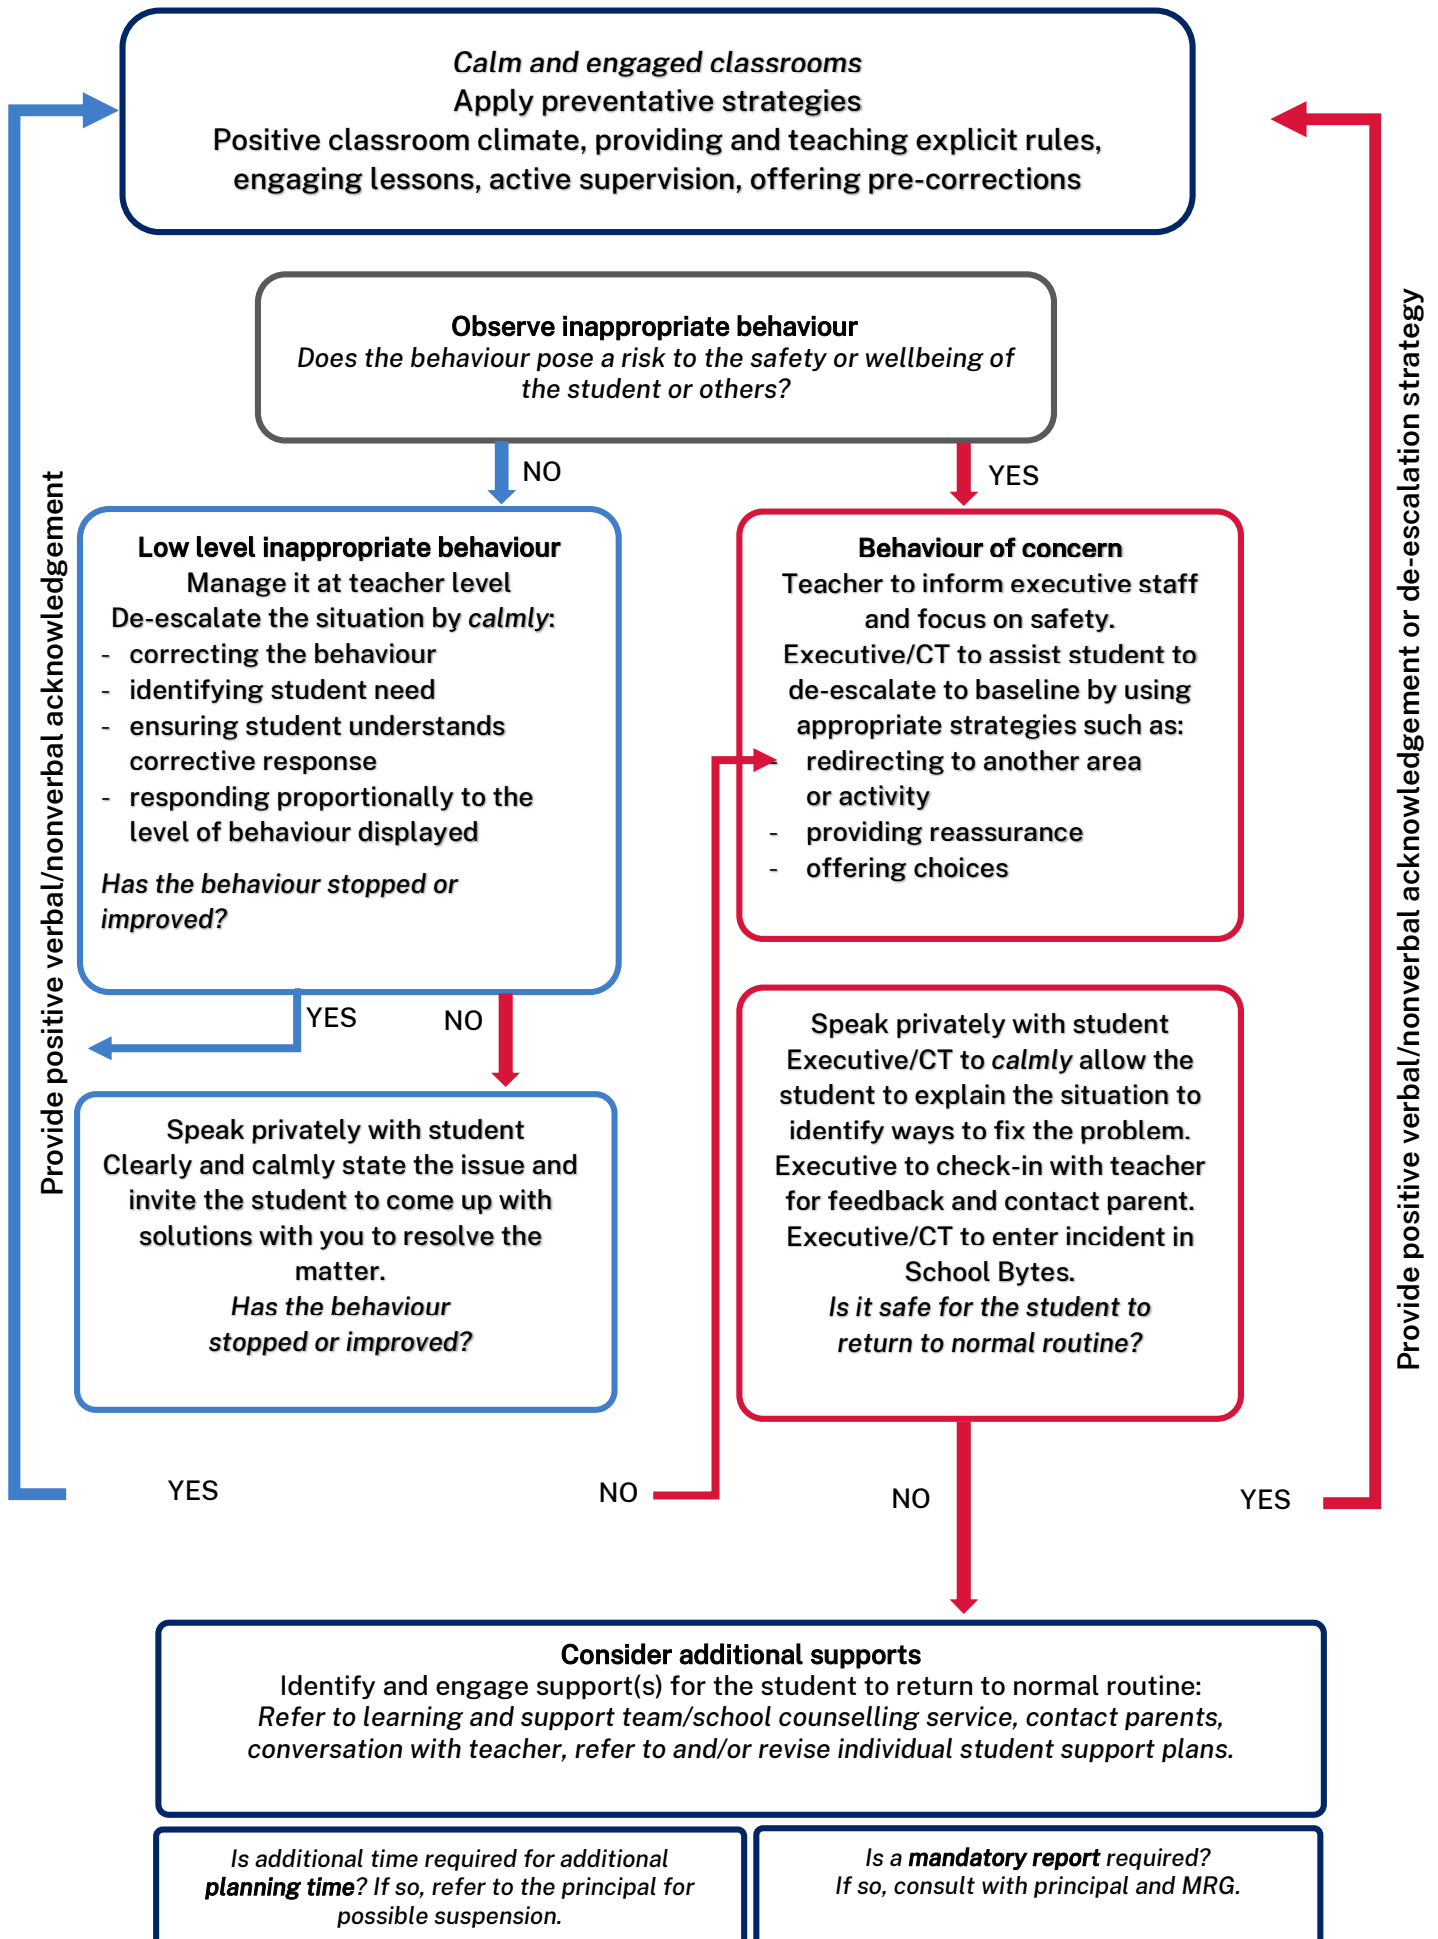 Calm and engaged classrooms
Apply preventative strategies
Positive classroom climate, providing and teaching explicit rules,
engaging lessons, active supervision, offering pre-corrections
Observe inappropriate behaviour
Does the behaviour pose a risk to the safety or wellbeing of
the student or others?
NO
YES
Low level inappropriate behaviour
Manage it at teacher level
De-escalate the situation by calmly:
- correcting the behaviour
- identifying student need
- ensuring student understands
corrective response
- responding proportionally to the
level of behaviour displayed
Has the behaviour stopped or
improved?
Behaviour of concern
Teacher to inform executive staff
and focus on safety.
Executive/CT to assist student to
de-escalate to baseline by using
appropriate strategies such as:
- redirecting to another area
or activity
- providing reassurance
- offering choices
YES
NO
Speak privately with student
Clearly and calmly state the issue and
invite the student to come up with
solutions with you to resolve the
matter.
Has the behaviour
stopped or improved?
Speak privately with student
Executive/CT to calmly allow the
student to explain the situation to
identify ways to fix the problem.
Executive to check-in with teacher
for feedback and contact parent.
Executive/CT to enter incident in
School Bytes.
Is it safe for the student to
return to normal routine?
YES
NO
NO
YES
Provide positive verbal/nonverbal acknowledgement
Provide positive verbal/nonverbal acknowledgement or de-escalation strategy
Consider additional supports
Identify and engage support(s) for the student to return to normal routine:
Refer to learning and support team/school counselling service, contact parents,
conversation with teacher, refer to and/or revise individual student support plans.
Is additional time required for additional
planning time? If so, refer to the principal for
possible suspension.
Is a mandatory report required?
If so, consult with principal and MRG.